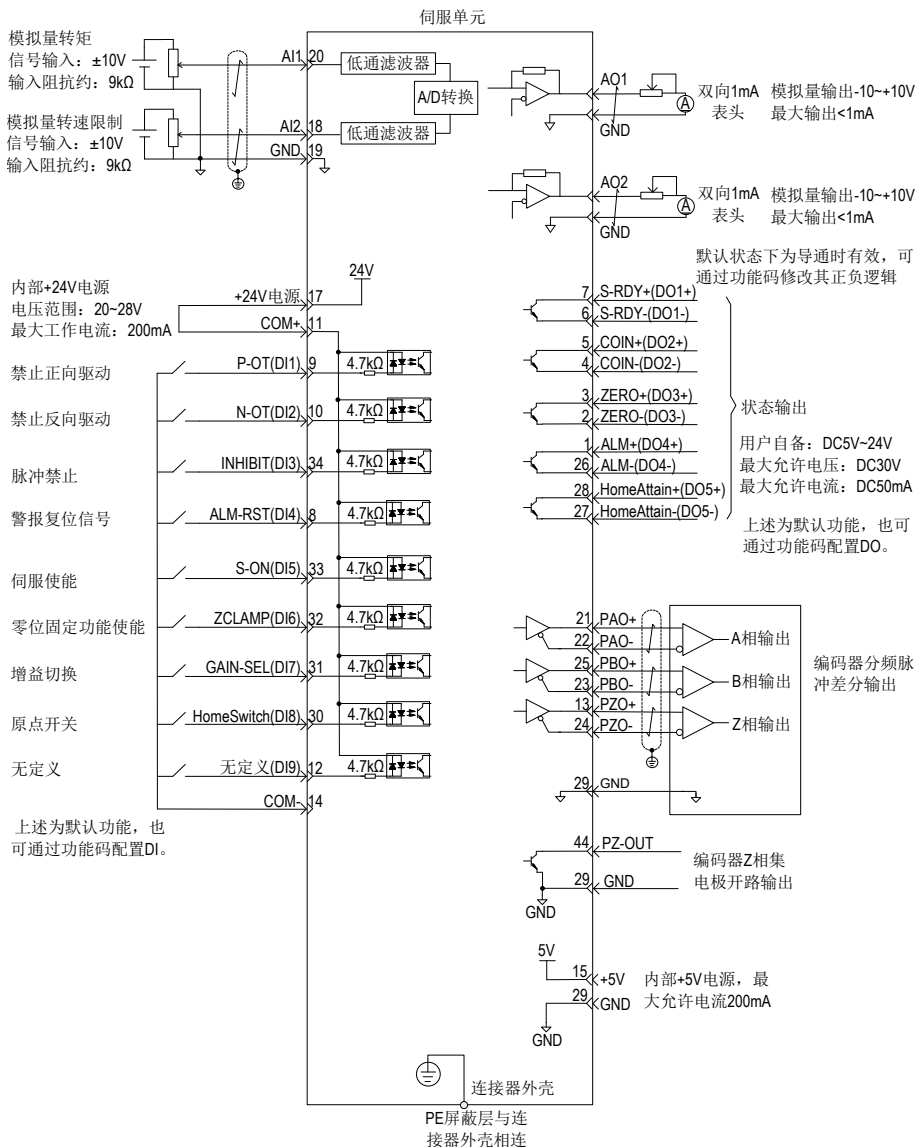 伺服单元
模拟量转矩
信号输入：±10V
输入阻抗约：9kΩ
AI1 20
低通滤波器
A/D转换
模拟量转速限制
信号输入：±10V
输入阻抗约：9kΩ
AI2 18
低通滤波器
GND 19
AO1
GND
双向1mA 模拟量输出-10~+10V
表头 最大输出<1mA
A
AO2
GND
双向1mA 模拟量输出-10~+10V
表头 最大输出<1mA
A
内部+24V电源
电压范围：20~28V
最大工作电流：200mA
24V
+24V电源 17
COM+ 11
禁止正向驱动
P-OT(DI1) 9
4.7kΩ
禁止反向驱动
N-OT(DI2) 10
4.7kΩ
脉冲禁止
INHIBIT(DI3) 34
4.7kΩ
警报复位信号
ALM-RST(DI4) 8
4.7kΩ
伺服使能
S-ON(DI5) 33
4.7kΩ
零位固定功能使能
ZCLAMP(DI6) 32
4.7kΩ
增益切换
GAIN-SEL(DI7) 31
4.7kΩ
原点开关
HomeSwitch(DI8) 30
4.7kΩ
无定义
无定义(DI9) 12
4.7kΩ
COM- 14
上述为默认功能，也
可通过功能码配置DI。
默认状态下为导通时有效，可
通过功能码修改其正负逻辑
7 S-RDY+(DO1+)
6 S-RDY-(DO1-)
5 COIN+(DO2+)
4 COIN-(DO2-)
3 ZERO+(DO3+)
2 ZERO-(DO3-)
1 ALM+(DO4+)
26 ALM-(DO4-)
28 HomeAttain+(DO5+)
27 HomeAttain-(DO5-)
状态输出
用户自备：DC5V~24V
最大允许电压：DC30V
最大允许电流：DC50mA
上述为默认功能，也可
通过功能码配置DO。
21 PAO+
22 PAO-
A相输出
25 PBO+
23 PBO-
B相输出
13 PZO+
24 PZO-
Z相输出
编码器分频脉
冲差分输出
29 GND
44 PZ-OUT
29 GND
GND
编码器Z相集
电极开路输出
5V
15 +5V
29 GND
GND
内部+5V电源，最
大允许电流200mA
连接器外壳
PE屏蔽层与连
接器外壳相连